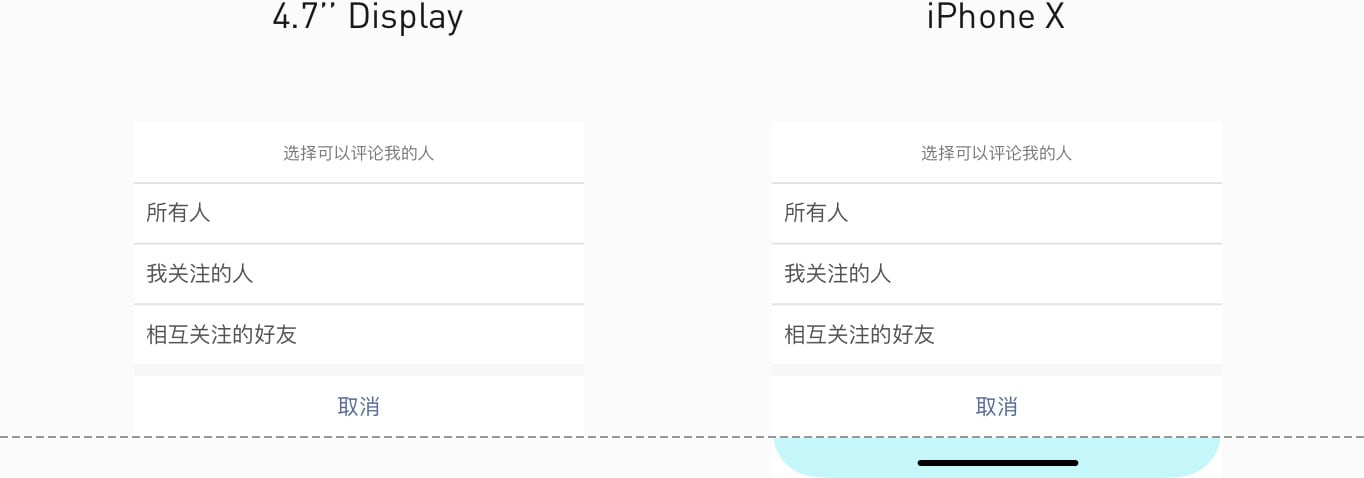 4.7’’ Display
iPhone X
选择可以评论我的人
所有人
我关注的人
相互关注的好友
取消
选择可以评论我的人
所有人
我关注的人
相互关注的好友
取消